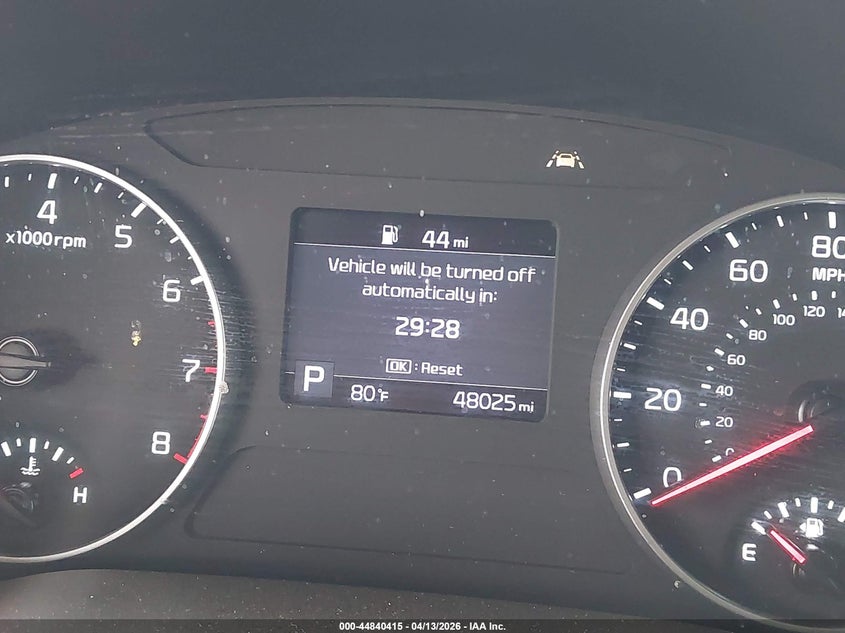 4
x1000rpm
5
6
7
8
H
44 mi
Vehicle will be turned off
automatically in:
29:28
OK : Reset
P
80°F
48025 mi
80
MPH
60
40
20
0
120
100
80
60
40
20
0
E
000-44840415 - 04/13/2026 - IAA Inc.